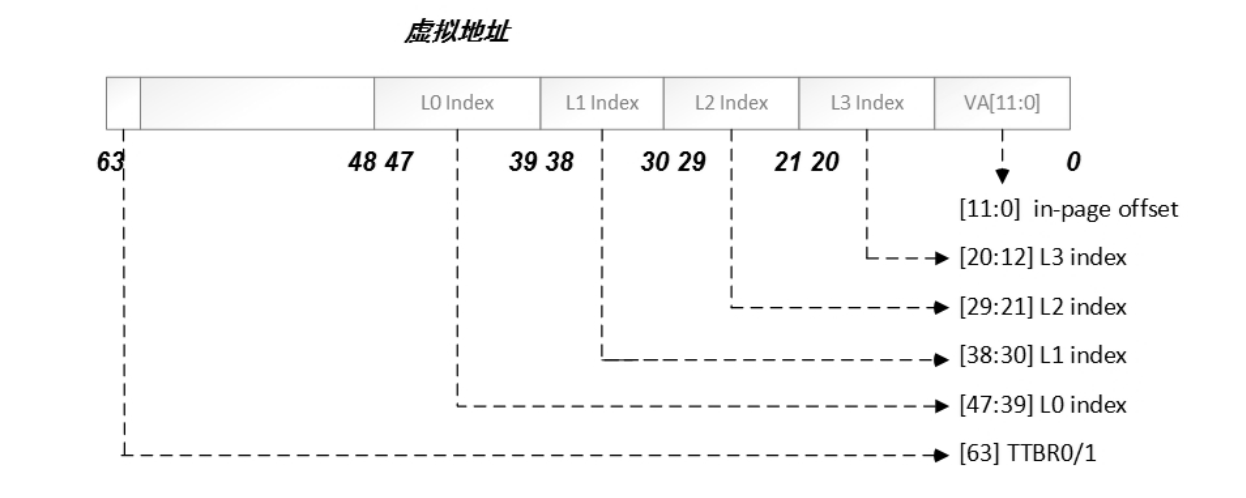 虚拟地址
L0 Index L1 Index L2 Index L3 Index VA[11:0]
63 48 47 39 38 30 29 21 20 0
[11:0] in-page offset
[20:12] L3 index
[29:21] L2 index
[38:30] L1 index
[47:39] L0 index
[63] TTBR0/1